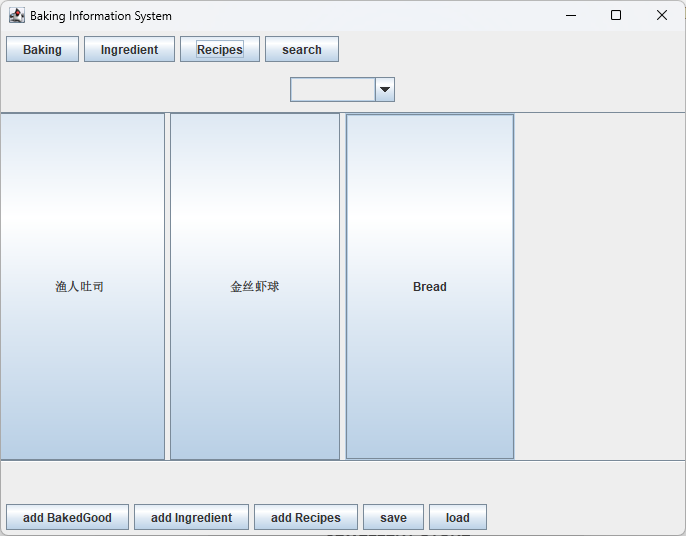 Baking Information System
Baking Ingredient Recipes search
渔人吐司 金丝虾球 Bread
add BakedGood add Ingredient add Recipes save load